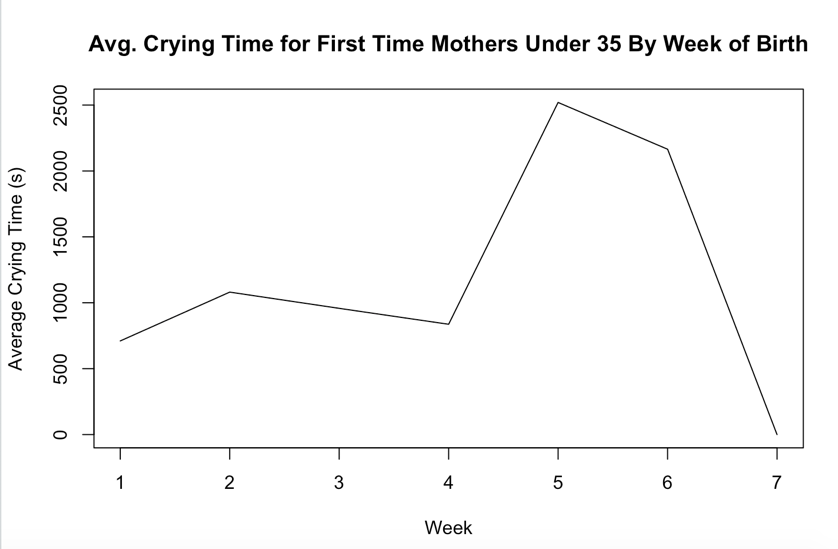 Avg. Crying Time for First Time Mothers Under 35 By Week of Birth
Average Crying Time (s)
2500
2000
1500
1000
500
0
1 2 3 4 5 6 7
Week